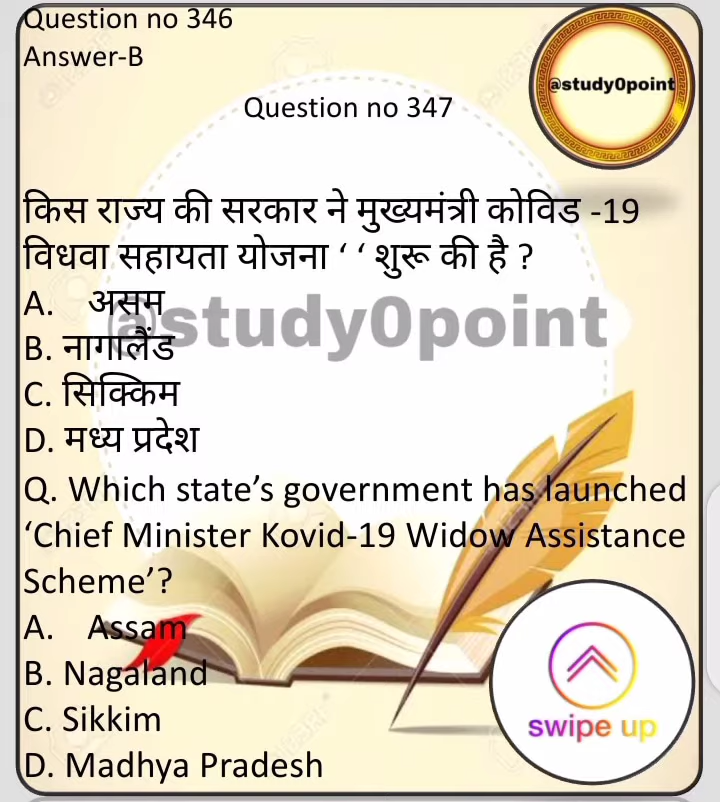 Question no 346
Answer-B
@study0point
Question no 347
किस राज्य की सरकार ने मुख्यमंत्री कोविड -19
विधवा सहायता योजना ‘ ‘ शुरू की है ?
A. असम
@study0point
B. नागालैंड
C. सिक्किम
D. मध्य प्रदेश
Q. Which state’s government has launched
‘Chief Minister Kovid-19 Widow Assistance
Scheme’?
A. Assam
B. Nagaland
C. Sikkim
D. Madhya Pradesh
swipe up